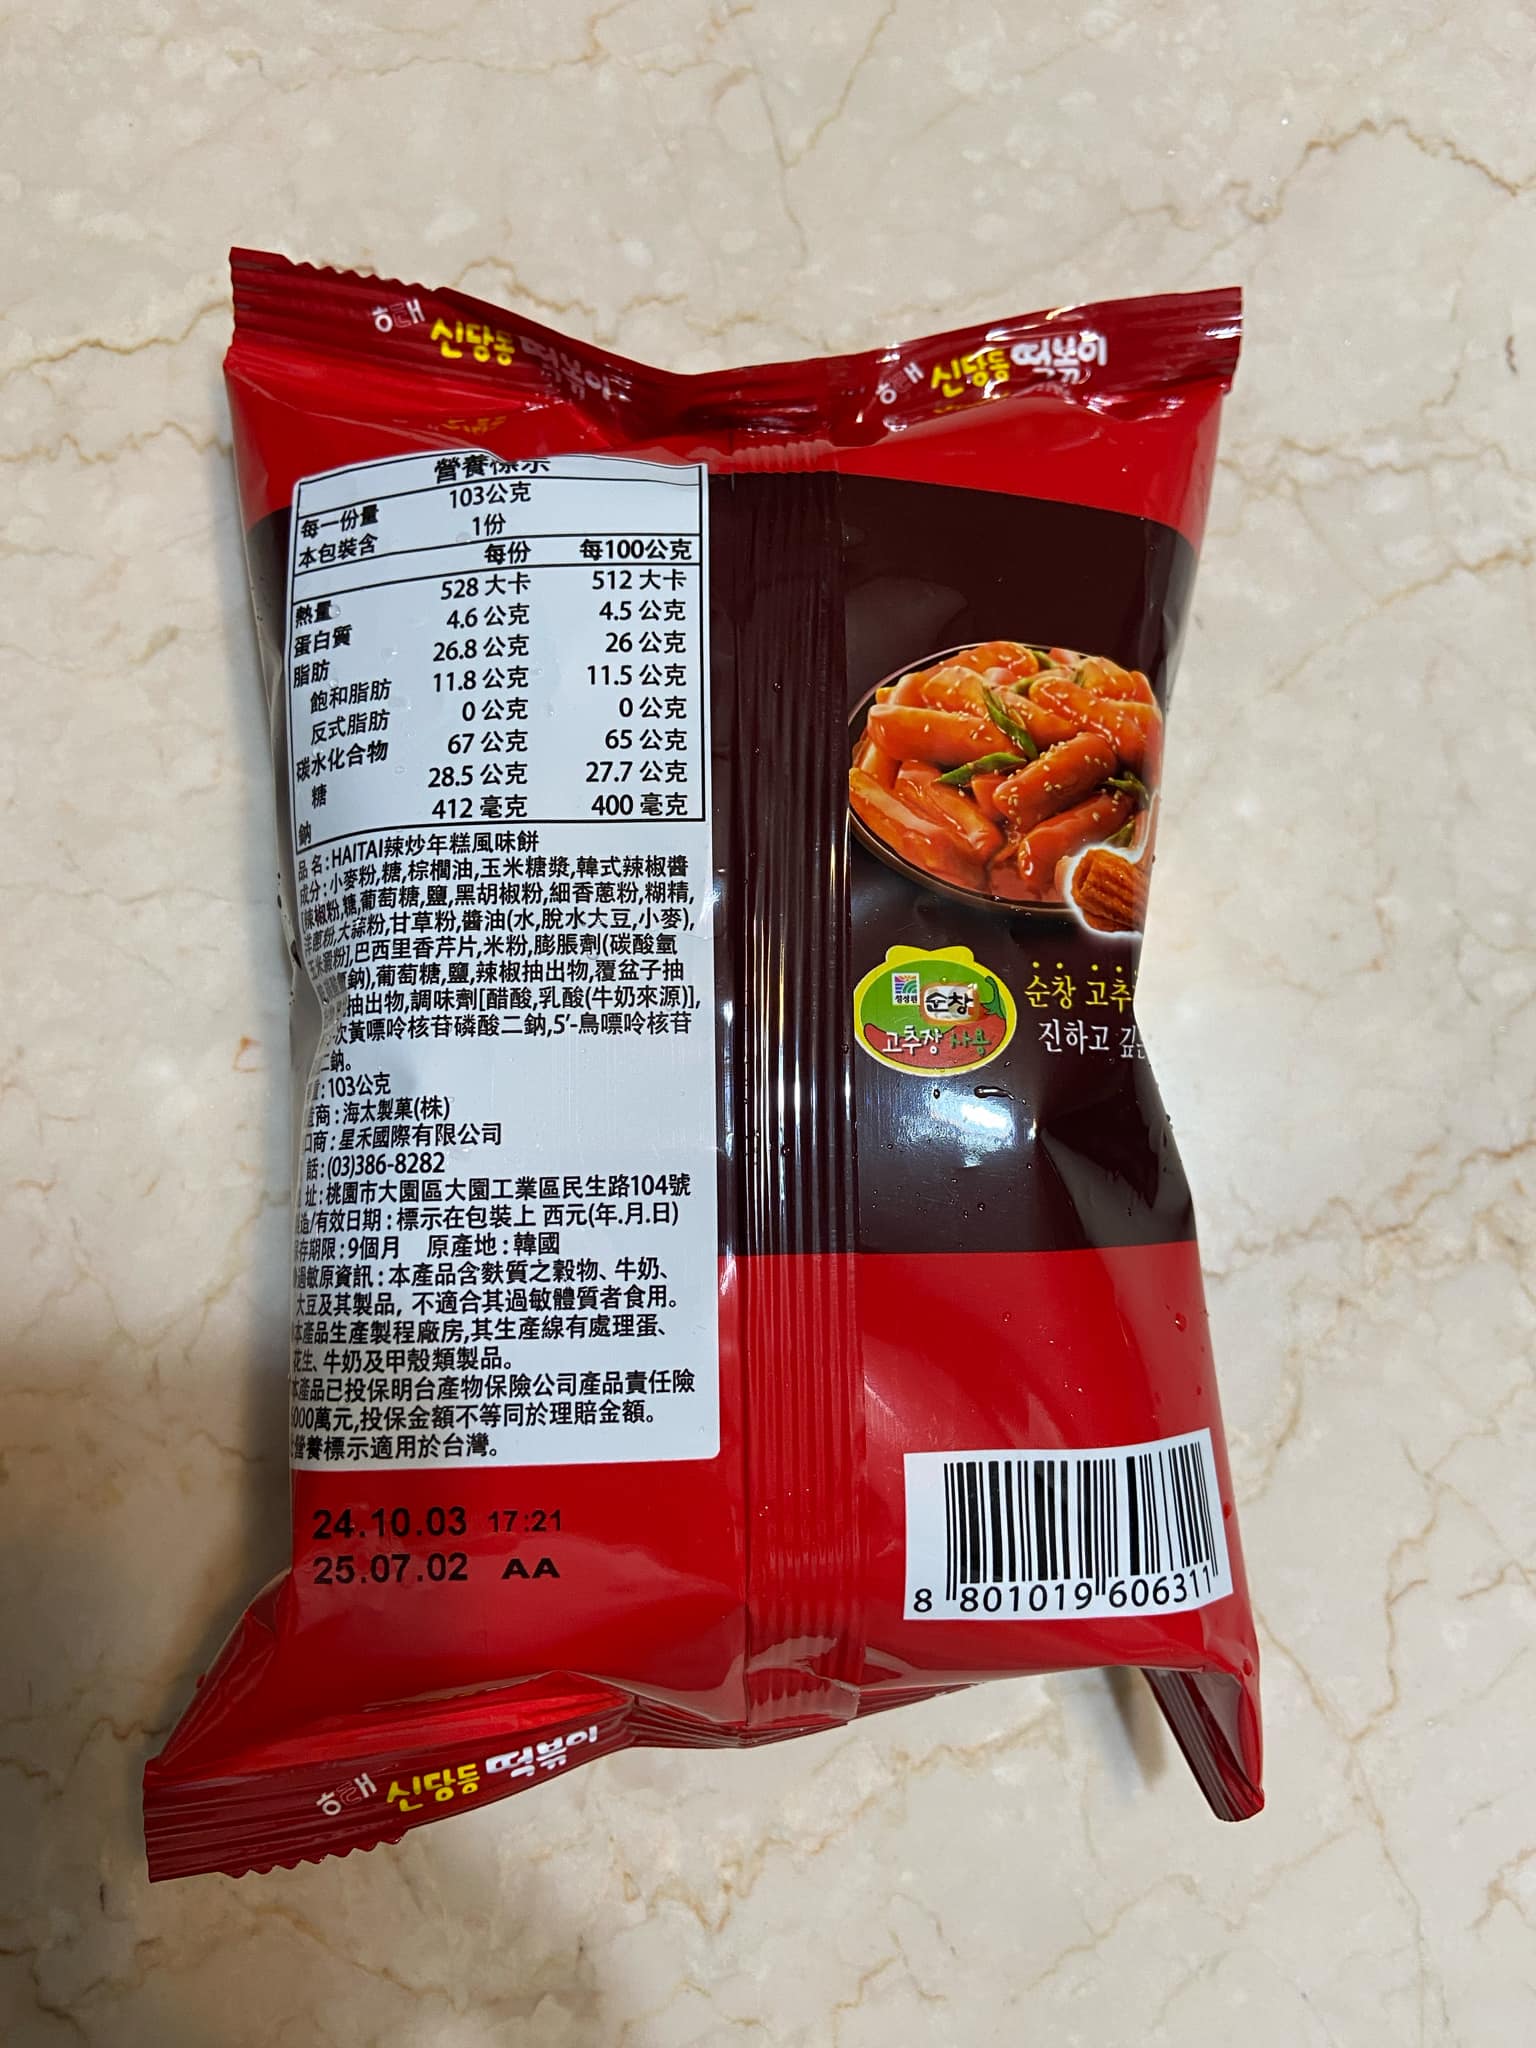 해태 신당동 떡볶이
해태 신당동 떡볶이
營養標示
每一份量 103公克
本包裝含 1份
每份 每100公克
熱量 528 大卡 512 大卡
蛋白質 4.6 公克 4.5 公克
脂肪 26.8 公克 26 公克
飽和脂肪 11.8 公克 11.5 公克
反式脂肪 0 公克 0 公克
碳水化合物 67 公克 65 公克
糖 28.5 公克 27.7 公克
鈉 412 毫克 400 毫克
品 名:HAITAI辣炒年糕風味餅
成分:小麥粉,糖,棕櫚油,玉米糖漿,韓式辣椒醬
[辣椒粉,糖,葡萄糖,鹽,黑胡椒粉,細香蔥粉,糊精,
洋蔥粉,大蒜粉,甘草粉,醬油(水,脫水大豆,小麥),
玉米澱粉],巴西里香芹片,米粉,膨脹劑(碳酸氫
鈉),葡萄糖,鹽,辣椒抽出物,覆盆子抽
抽出物,調味劑[醋酸,乳酸(牛奶來源)],
次黃嘌呤核苷磷酸二鈉,5'-鳥嘌呤核苷
二鈉。
:103公克
商:海太製菓(株)
口商:星禾國際有限公司
話:(03)386-8282
址:桃園市大園區大園工業區民生路104號
造/有效日期:標示在包裝上 西元(年.月.日)
存期限:9個月 原產地:韓國
過敏原資訊:本產品含麩質之穀物、牛奶、
大豆及其製品, 不適合其過敏體質者食用。
本產品生產製程廠房,其生產線有處理蛋、
花生、牛奶及甲殼類製品。
本產品已投保明台產物保險公司產品責任險
000萬元,投保金額不等同於理賠金額。
營養標示適用於台灣。
청정원 순창
고추장 사용
순창 고추
진하고 깊은
24.10.03 17:21
25.07.02 AA
8 801019 606311
해태 신당동 떡볶이